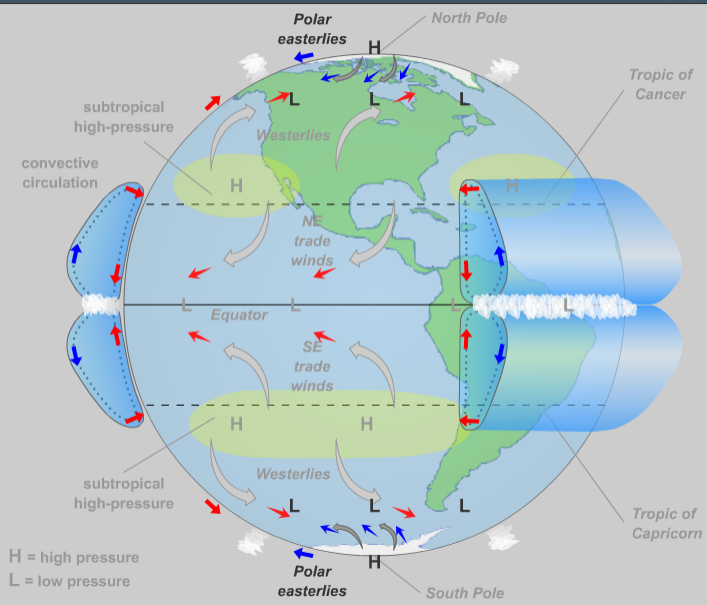 Polar
easterlies
North Pole
H
Tropic of
Cancer
subtropical
high-pressure
L
L
L
Westerlies
convective
circulation
H
H
NE
trade
winds
L
L
L
L
Equator
SE
trade
winds
H
H
Westerlies
subtropical
high-pressure
L
L
L
Tropic of
Capricorn
H = high pressure
L = low pressure
H
Polar
easterlies
South Pole